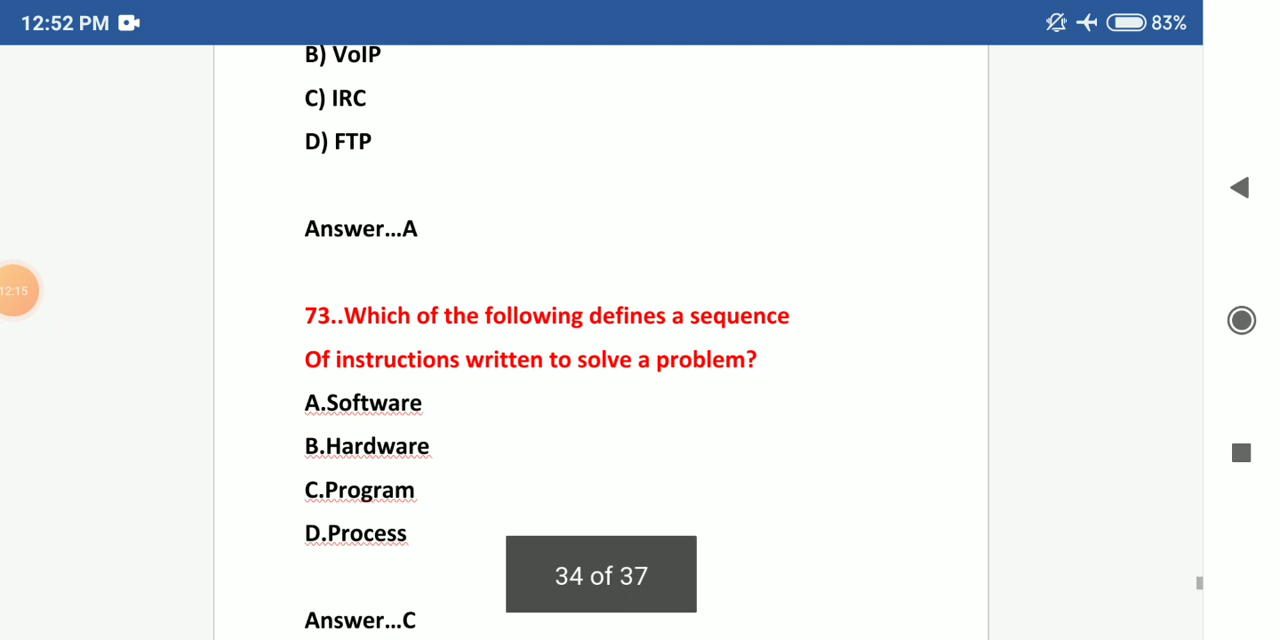 12:52 PM
83%
B) VoIP
C) IRC
D) FTP
Answer...A
12:15
73..Which of the following defines a sequence
Of instructions written to solve a problem?
A.Software
B.Hardware
C.Program
D.Process
34 of 37
Answer...C